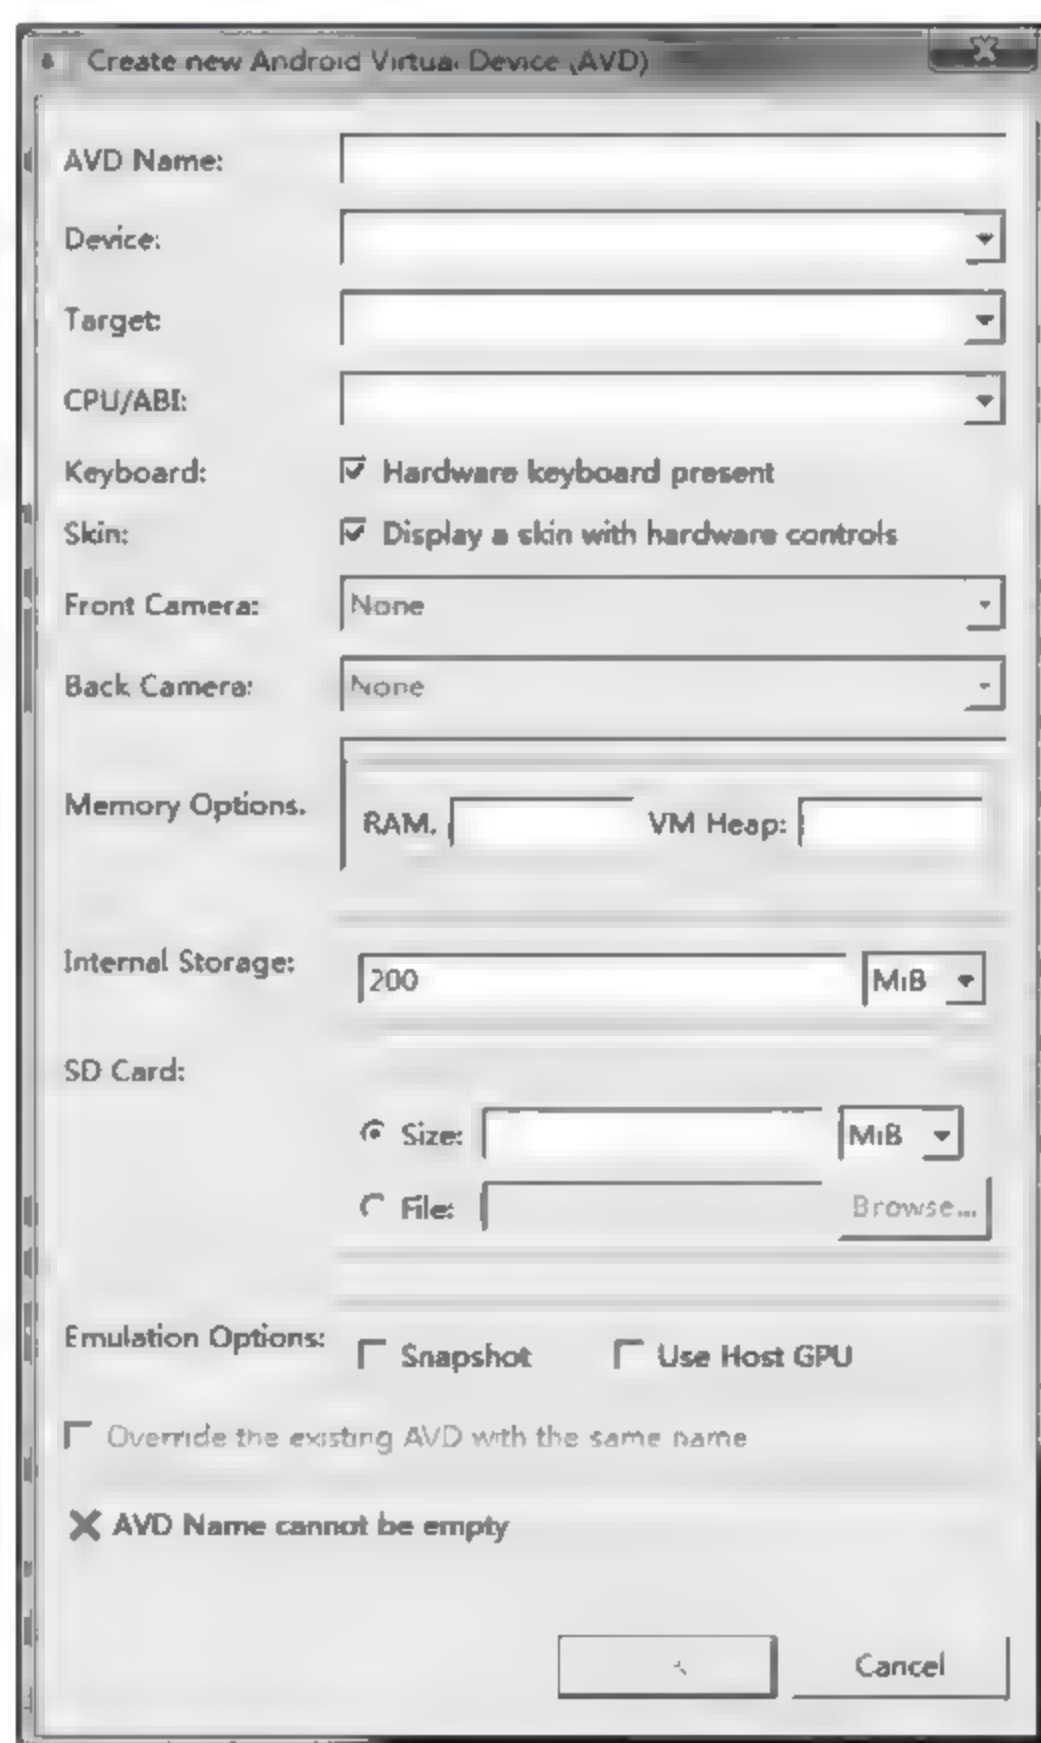 Create new Android Virtual Device (AVD)
AVD Name:
Device:
Target:
CPU/ABI:
Keyboard: Hardware keyboard present
Skin: Display a skin with hardware controls
Front Camera: None
Back Camera: None
Memory Options.
RAM. VM Heap:
Internal Storage: 200 MiB
SD Card:
Size: MiB
File: Browse...
Emulation Options: Snapshot Use Host GPU
Override the existing AVD with the same name
AVD Name cannot be empty
Cancel